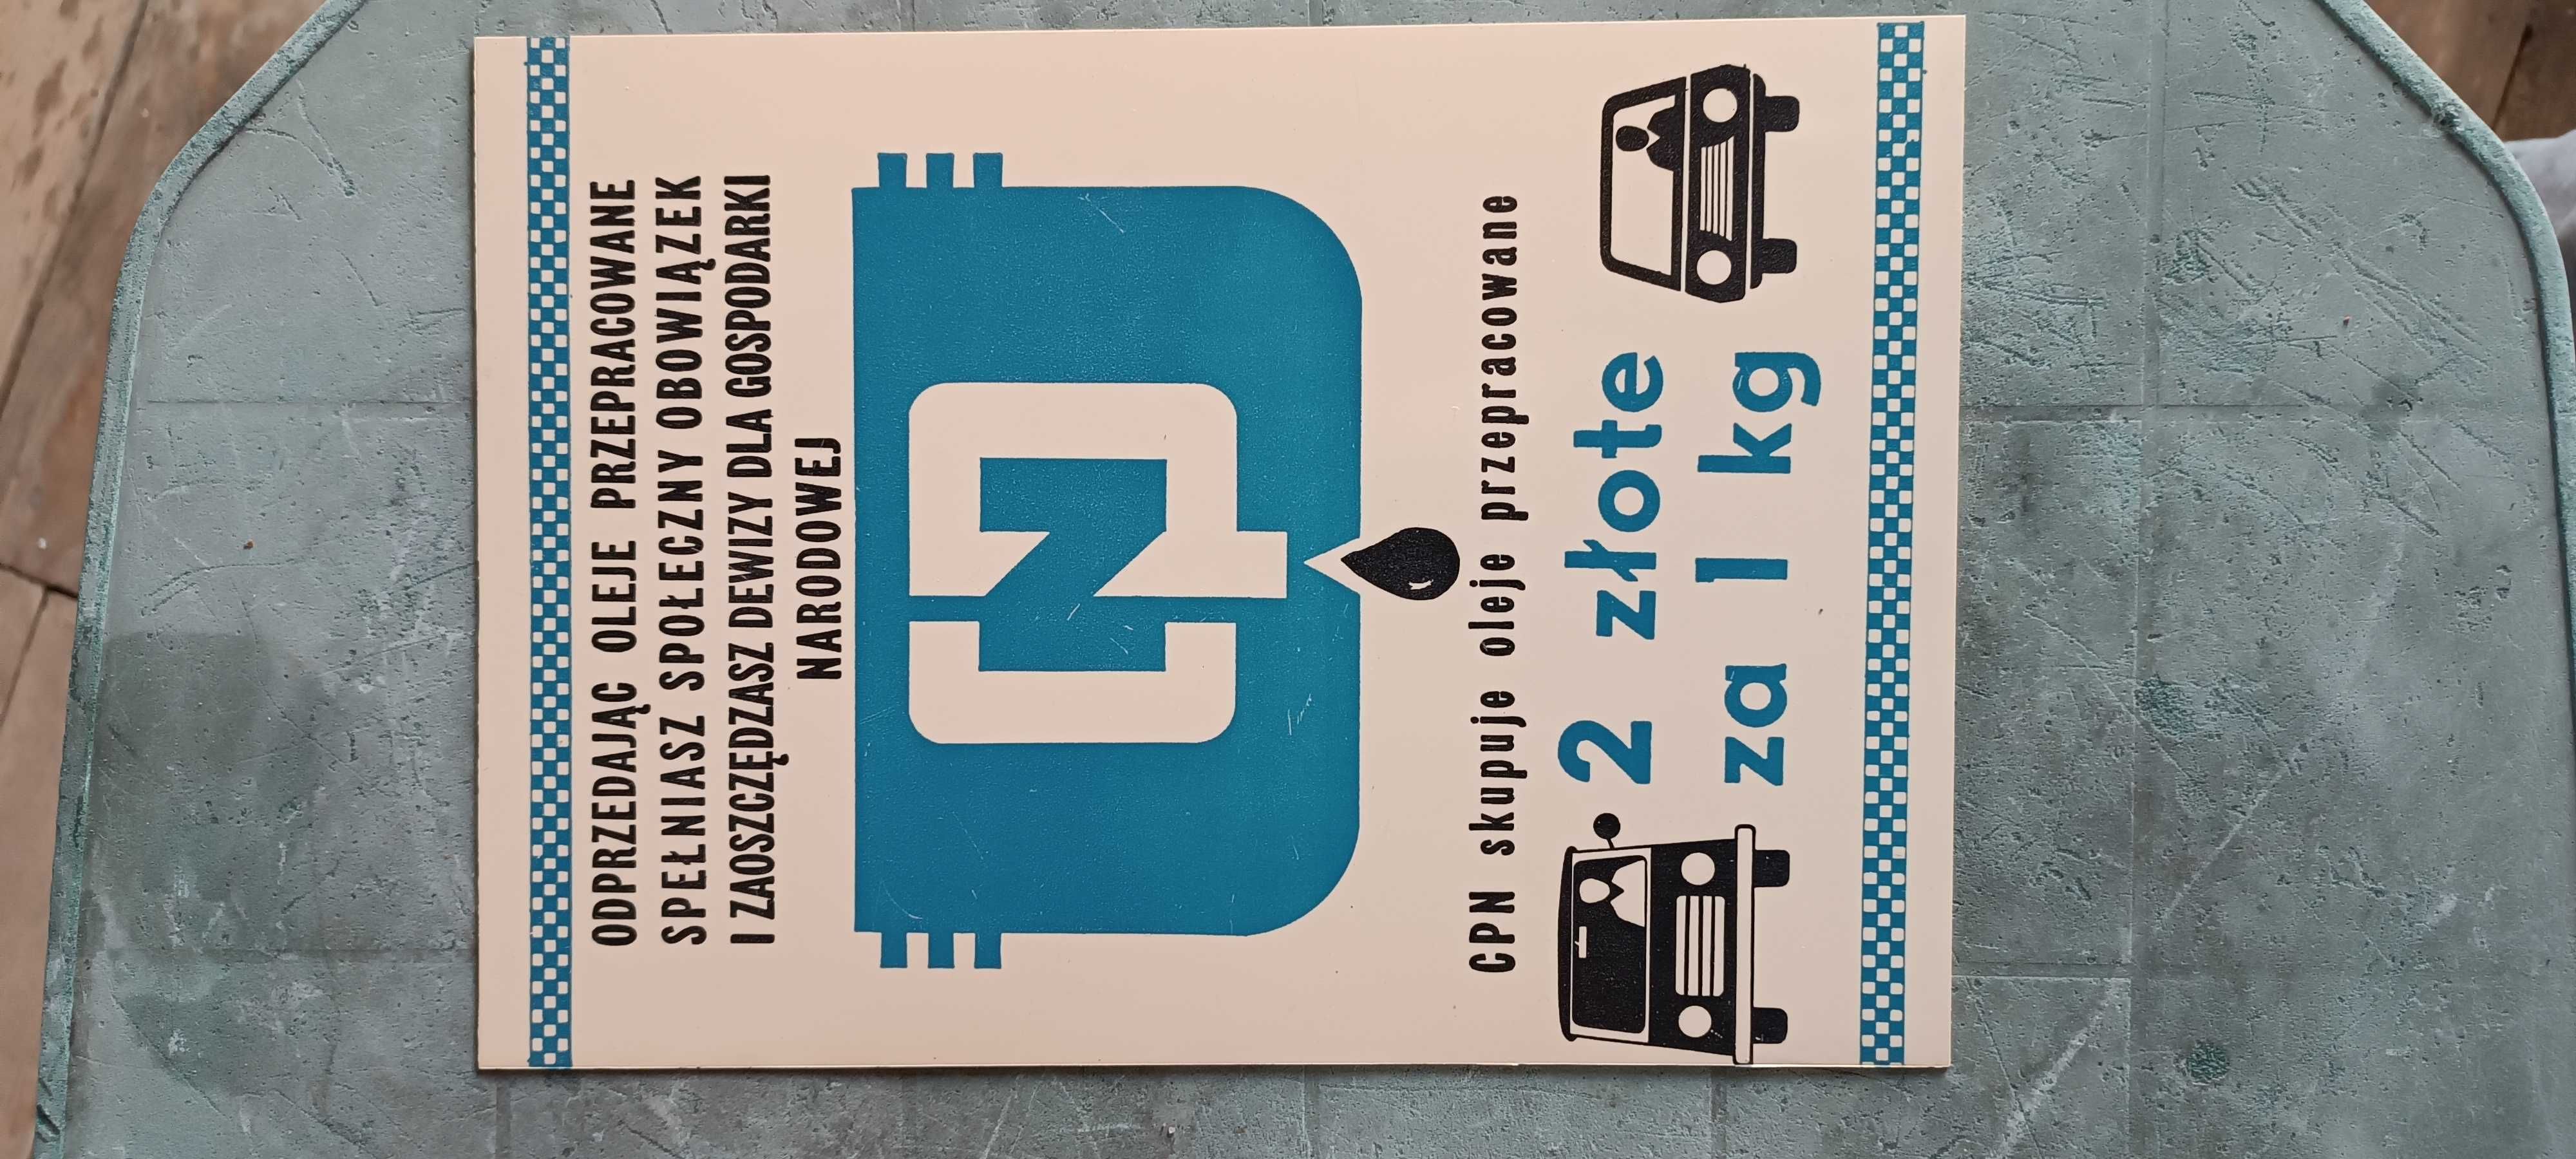 ODPRZEDAJĄC OLEJE PRZEPRACOWANE
SPEŁNIASZ SPOŁECZNY OBOWIĄZEK
I ZAOSZCZĘDZASZ DEWIZY DLA GOSPODARKI
NARODOWEJ
CPN
CPN skupuje oleje przepracowane
2 złote
za 1 kg